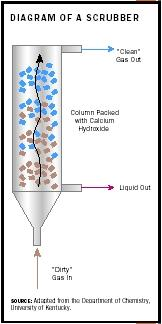 DIAGRAM OF A SCRUBBER
"Clean"
Gas Out
Column Packed
with Calcium
Hydroxide
Liquid Out
"Dirty"
Gas In
SOURCE: Adapted from the Department of Chemistry,
University of Kentucky.